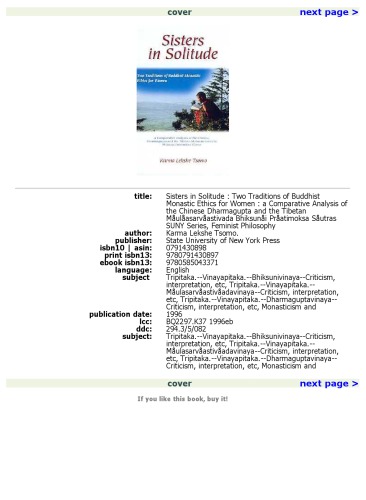 cover next page >
Sisters
in Solitude
Two Traditions of Buddhist Monastic
Ethics for Women
Karma Lekshe Tsomo
title: Sisters in Solitude : Two Traditions of Buddhist
Monastic Ethics for Women : a Comparative Analysis of
the Chinese Dharmagupta and the Tibetan
Mūulåasarvåastivada Bhiksunåi Pråatimoksa Såutras
SUNY Series, Feminist Philosophy
author: Karma Lekshe Tsomo.
publisher: State University of New York Press
isbn10 | asin: 0791430898
print isbn13: 9780791430897
ebook isbn13: 9780585043371
language: English
subject Tripitaka.--Vinayapitaka.--Bhiksunivinaya--Criticism,
interpretation, etc, Tripitaka.--Vinayapitaka.--
Måulasarvåastivåadavinaya--Criticism, interpretation,
etc, Tripitaka.--Vinayapitaka.--Dharmaguptavinaya--
Criticism, interpretation, etc, Monasticism and
publication date: 1996
lcc: BQ2297.K37 1996eb
ddc: 294.3/5/082
subject: Tripitaka.--Vinayapitaka.--Bhiksunivinaya--Criticism,
interpretation, etc, Tripitaka.--Vinayapitaka.--
Måulasarvåastivåadavinaya--Criticism, interpretation,
etc, Tripitaka.--Vinayapitaka.--Dharmaguptavinaya--
Criticism, interpretation, etc, Monasticism and
cover next page >
If you like this book, buy it!